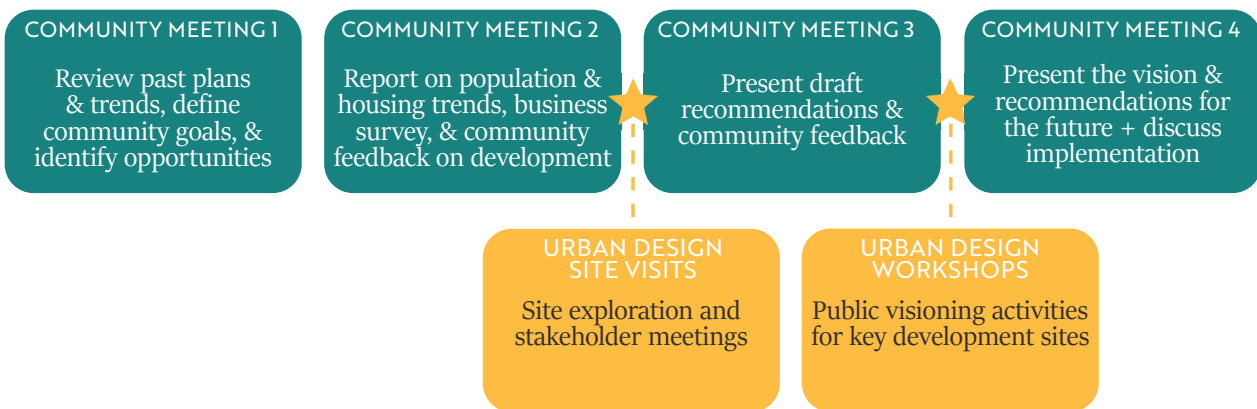 COMMUNITY MEETING 1
Review past plans
& trends, define
community goals, &
identify opportunities
COMMUNITY MEETING 2
Report on population &
housing trends, business
survey, & community
feedback on development
COMMUNITY MEETING 3
Present draft
recommendations &
community feedback
COMMUNITY MEETING 4
Present the vision &
recommendations for
the future + discuss
implementation
URBAN DESIGN
SITE VISITS
Site exploration and
stakeholder meetings
URBAN DESIGN
WORKSHOPS
Public visioning activities
for key development sites